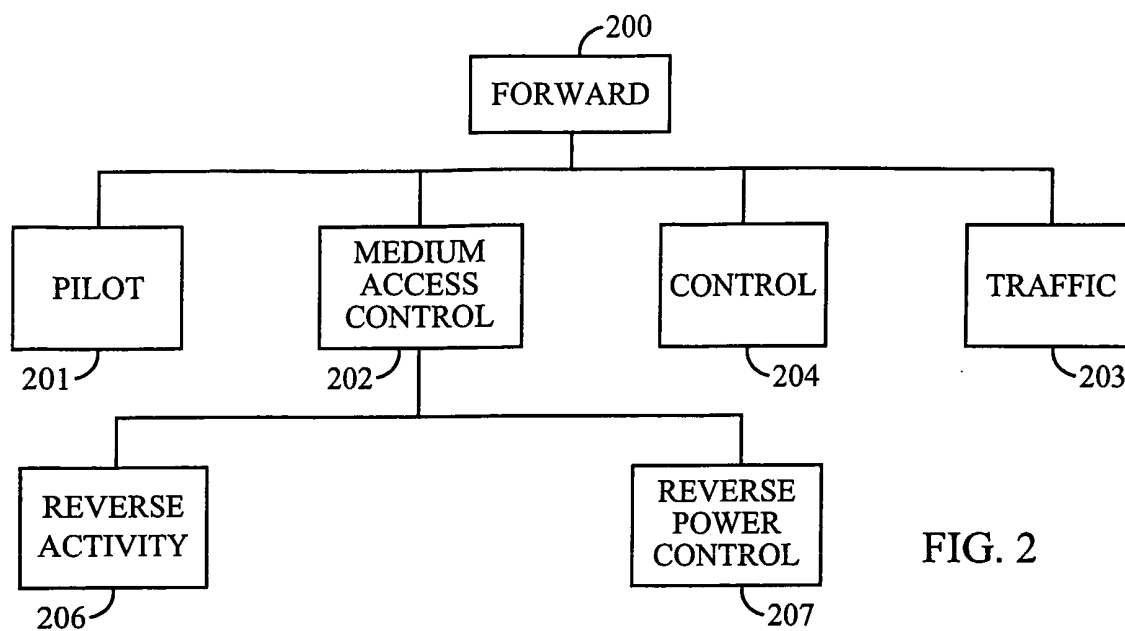 200
FORWARD
PILOT
MEDIUM
ACCESS
CONTROL
CONTROL
TRAFFIC
201
202
204
203
REVERSE
ACTIVITY
REVERSE
POWER
CONTROL
206
207
FIG. 2